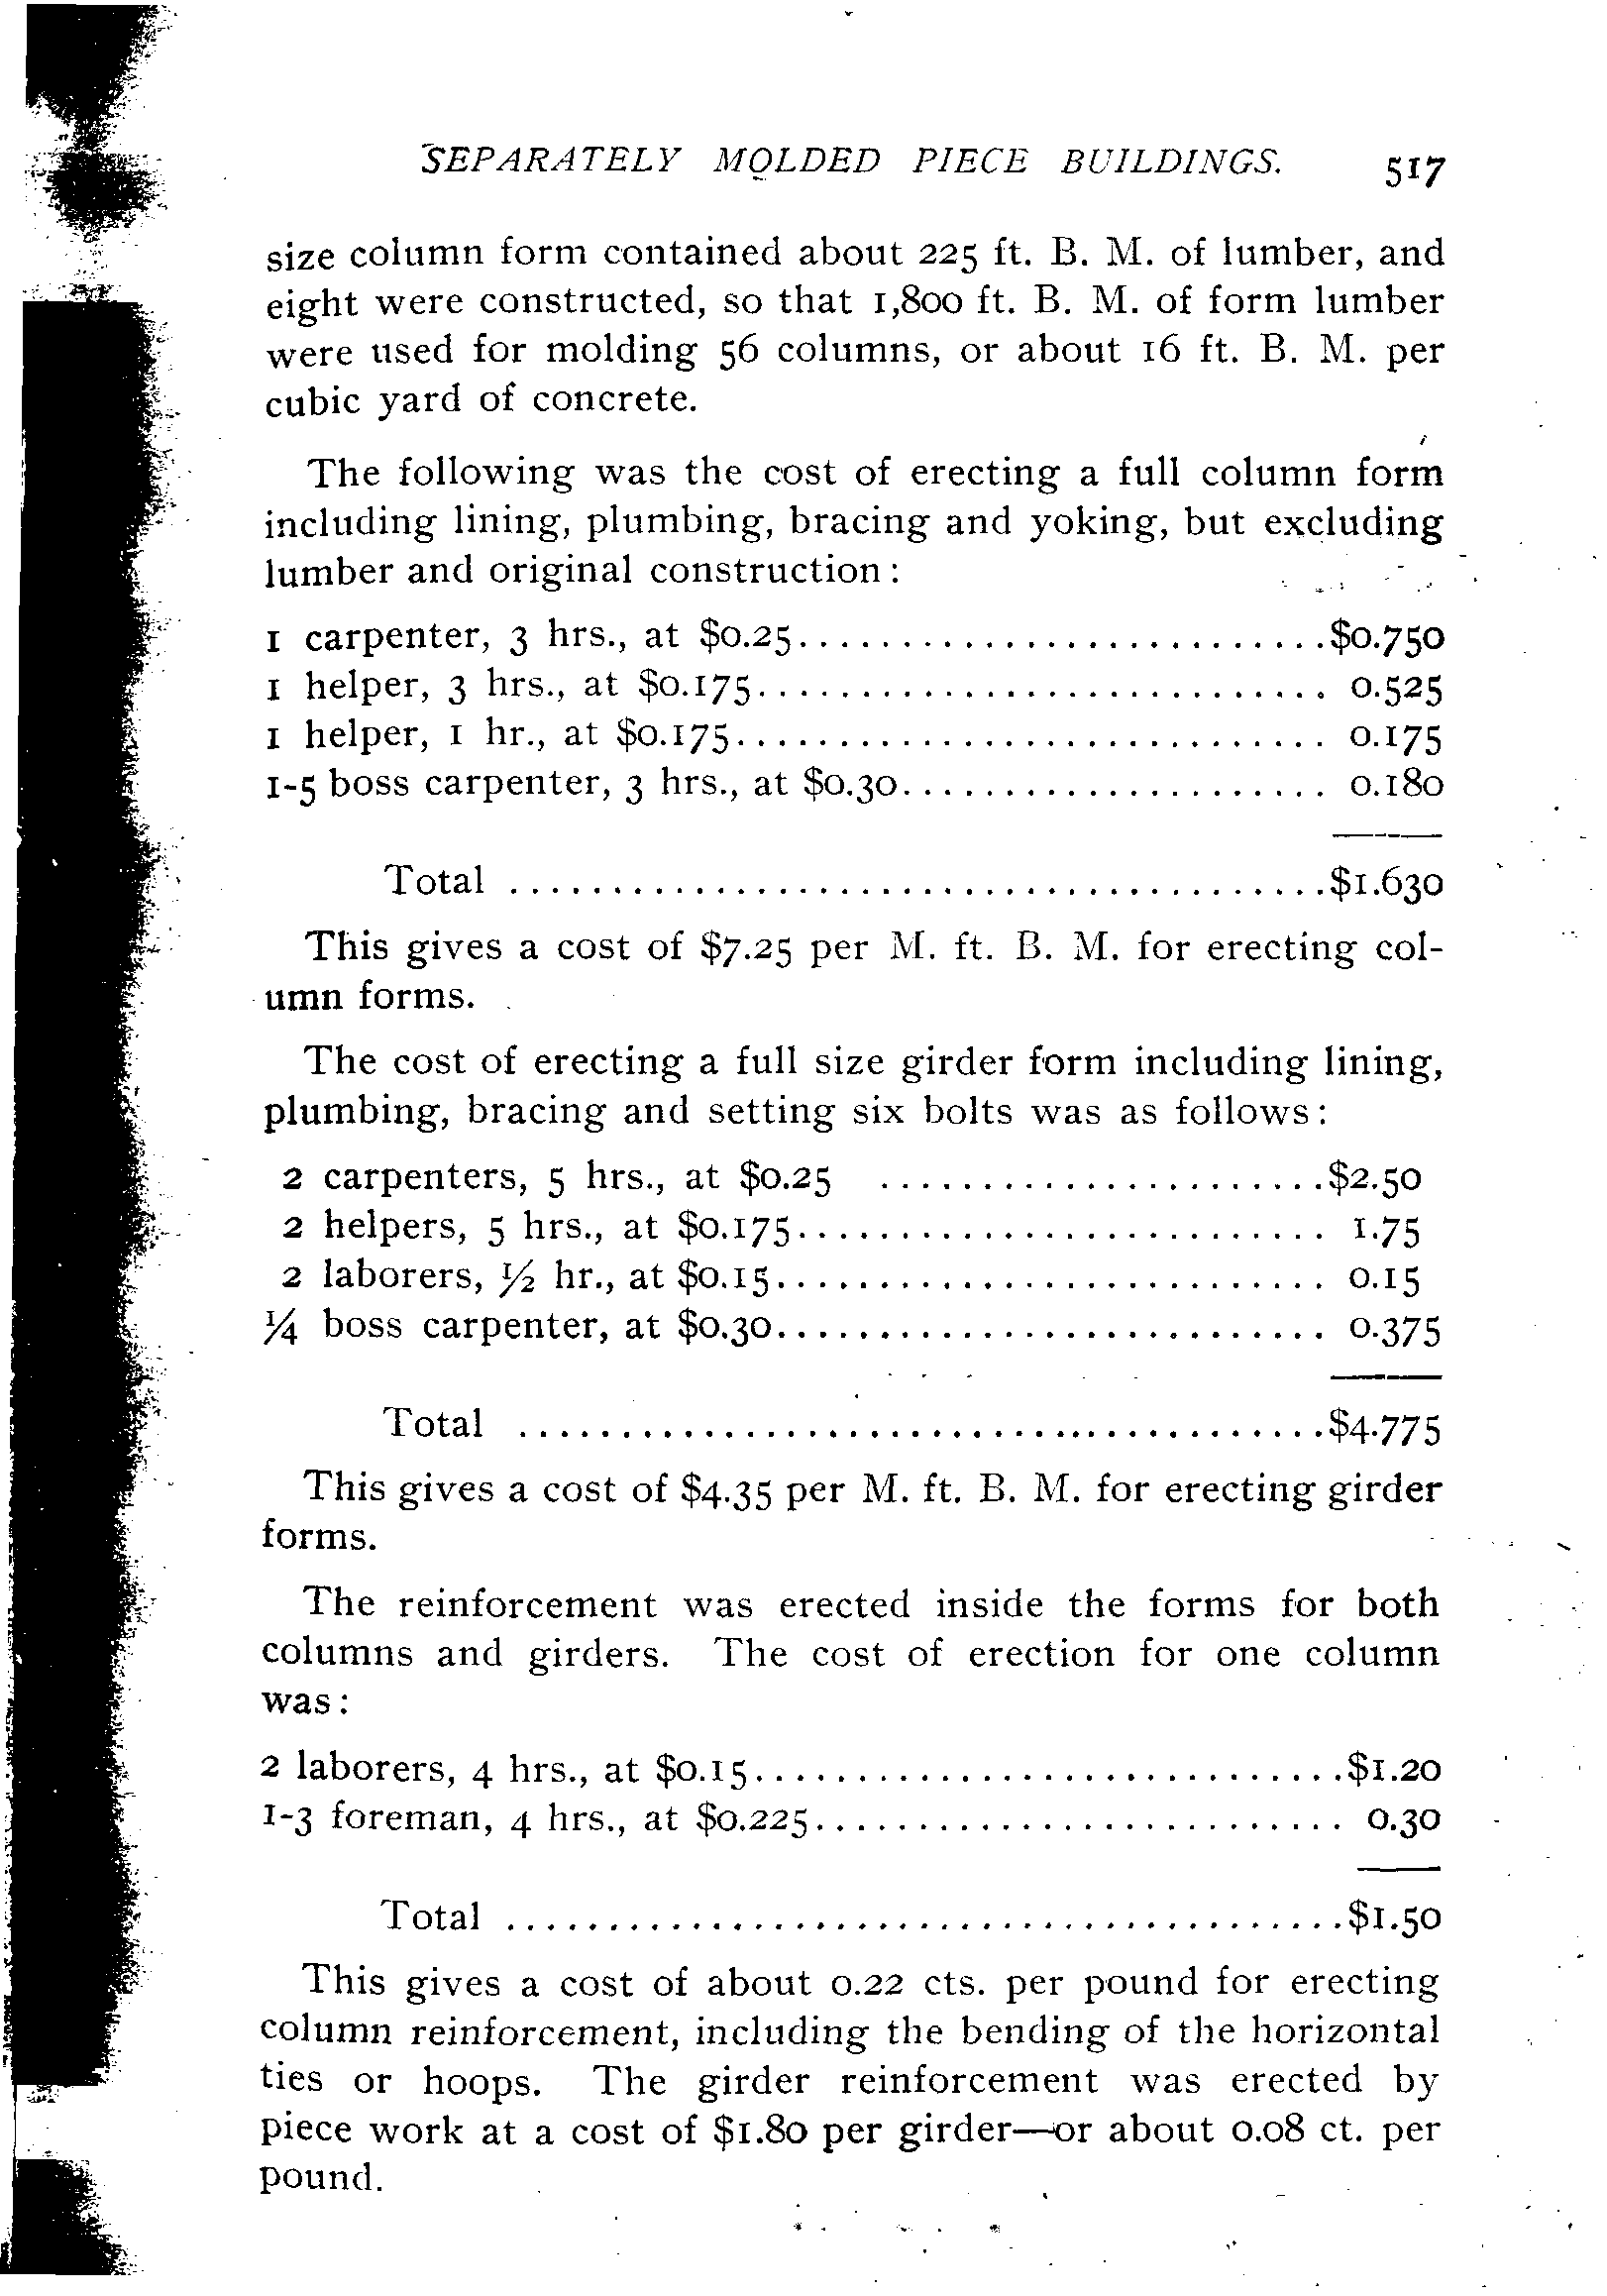 SEPARATELY MOLDED PIECE BUILDINGS. 517
size column form contained about 225 ft. B. M. of lumber, and
eight were constructed, so that 1,800 ft. B. M. of form lumber
were used for molding 56 columns, or about 16 ft. B. M. per
cubic yard of concrete.
The following was the cost of erecting a full column form
including lining, plumbing, bracing and yoking, but excluding
lumber and original construction:
1 carpenter, 3 hrs., at $0.25..........................$0.750
1 helper, 3 hrs., at $0.175............................ 0.525
1 helper, 1 hr., at $0.175............................. 0.175
1-5 boss carpenter, 3 hrs., at $0.30..................... 0.180
Total ........................................$1.630
This gives a cost of $7.25 per M. ft. B. M. for erecting col-
umn forms.
The cost of erecting a full size girder form including lining,
plumbing, bracing and setting six bolts was as follows:
2 carpenters, 5 hrs., at $0.25 ......................$2.50
2 helpers, 5 hrs., at $0.175.......................... 1.75
2 laborers, ½ hr., at $0.15........................... 0.15
¼ boss carpenter, at $0.30........................... 0.375
Total ........................................$4.775
This gives a cost of $4.35 per M. ft. B. M. for erecting girder
forms.
The reinforcement was erected inside the forms for both
columns and girders. The cost of erection for one column
was:
2 laborers, 4 hrs., at $0.15.............................$1.20
1-3 foreman, 4 hrs., at $0.225.......................... 0.30
Total .........................................$1.50
This gives a cost of about 0.22 cts. per pound for erecting
column reinforcement, including the bending of the horizontal
ties or hoops. The girder reinforcement was erected by
piece work at a cost of $1.80 per girder—or about 0.08 ct. per
pound.